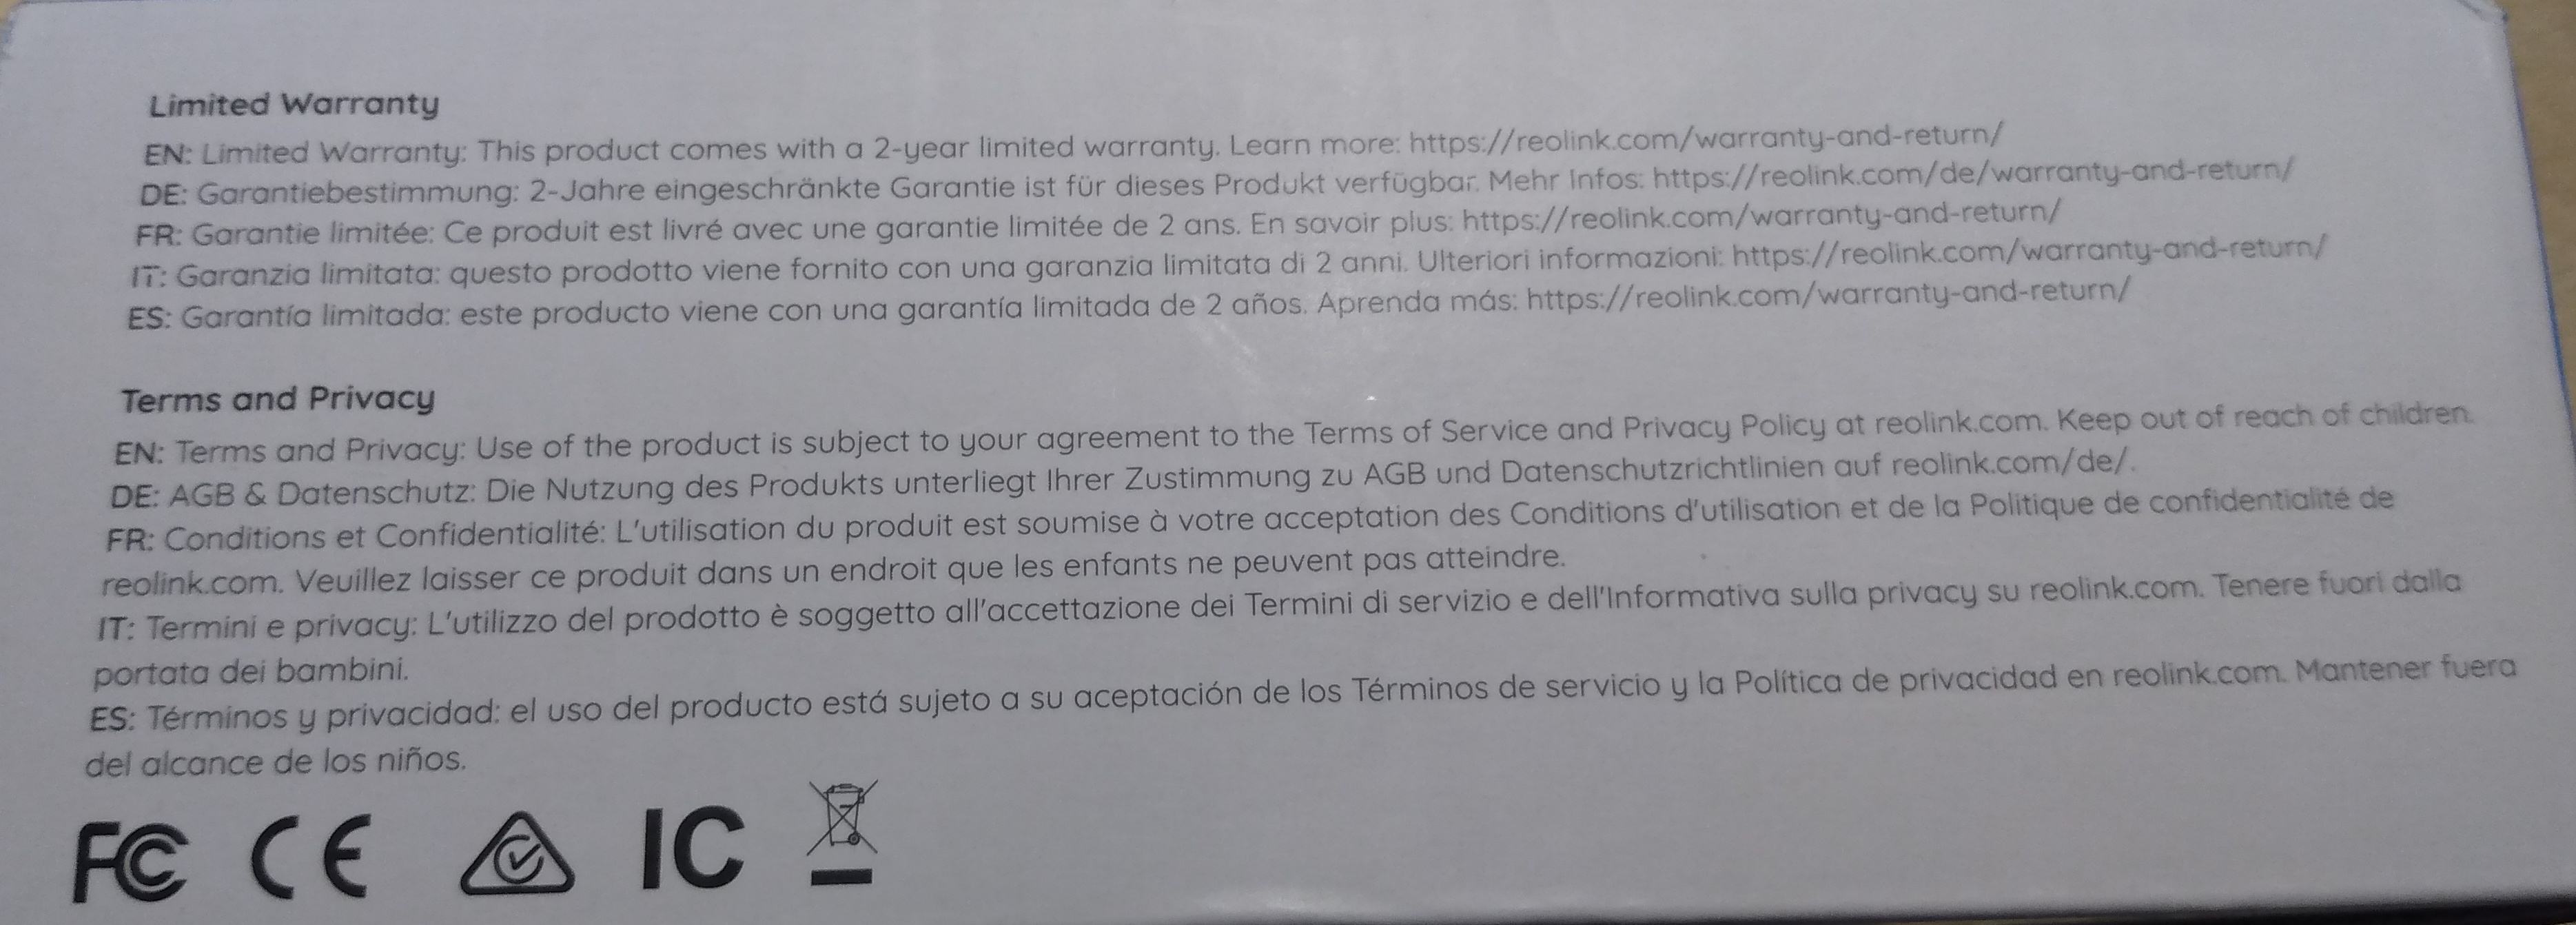 Limited Warranty
EN: Limited Warranty: This product comes with a 2-year limited warranty. Learn more: https://reolink.com/warranty-and-return/
DE: Garantiebestimmung: 2-Jahre eingeschränkte Garantie ist für dieses Produkt verfügbar. Mehr Infos: https://reolink.com/de/warranty-and-return/
FR: Garantie limitée: Ce produit est livré avec une garantie limitée de 2 ans. En savoir plus: https://reolink.com/warranty-and-return/
IT: Garanzia limitata: questo prodotto viene fornito con una garanzia limitata di 2 anni. Ulteriori informazioni: https://reolink.com/warranty-and-return/
ES: Garantía limitada: este producto viene con una garantía limitada de 2 años. Aprenda más: https://reolink.com/warranty-and-return/
Terms and Privacy
EN: Terms and Privacy: Use of the product is subject to your agreement to the Terms of Service and Privacy Policy at reolink.com. Keep out of reach of children.
DE: AGB & Datenschutz: Die Nutzung des Produkts unterliegt Ihrer Zustimmung zu AGB und Datenschutzrichtlinien auf reolink.com/de/.
FR: Conditions et Confidentialité: L'utilisation du produit est soumise à votre acceptation des Conditions d'utilisation et de la Politique de confidentialité de
reolink.com. Veuillez laisser ce produit dans un endroit que les enfants ne peuvent pas atteindre.
IT: Termini e privacy: L'utilizzo del prodotto è soggetto all'accettazione dei Termini di servizio e dell'Informativa sulla privacy su reolink.com. Tenere fuori dalla
portata dei bambini.
ES: Términos y privacidad: el uso del producto está sujeto a su aceptación de los Términos de servicio y la Política de privacidad en reolink.com. Mantener fuera
del alcance de los niños.
FC CE IC